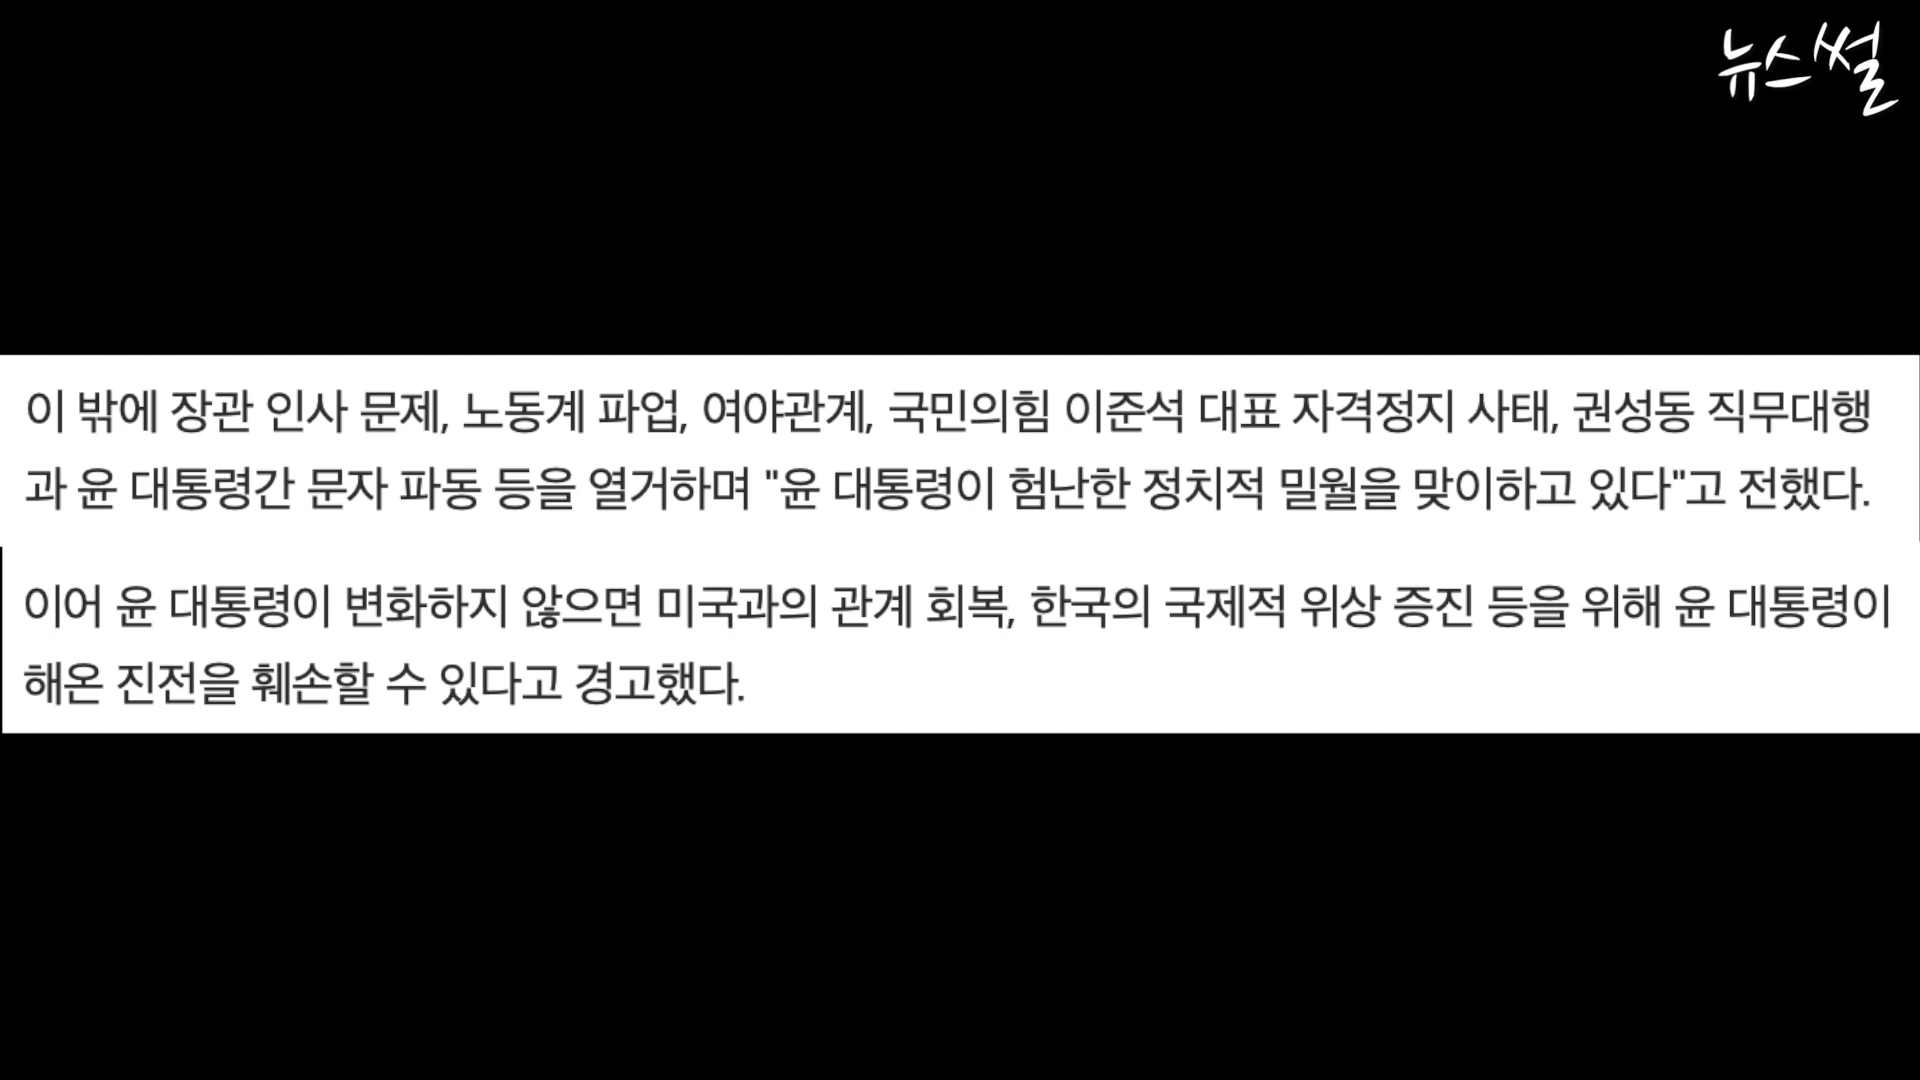 뉴스썰
이 밖에 장관 인사 문제, 노동계 파업, 여야관계, 국민의힘 이준석 대표 자격정지 사태, 권성동 직무대행
과 윤 대통령간 문자 파동 등을 열거하며 "윤 대통령이 험난한 정치적 밀월을 맞이하고 있다"고 전했다.
이어 윤 대통령이 변화하지 않으면 미국과의 관계 회복, 한국의 국제적 위상 증진 등을 위해 윤 대통령이
해온 진전을 훼손할 수 있다고 경고했다.